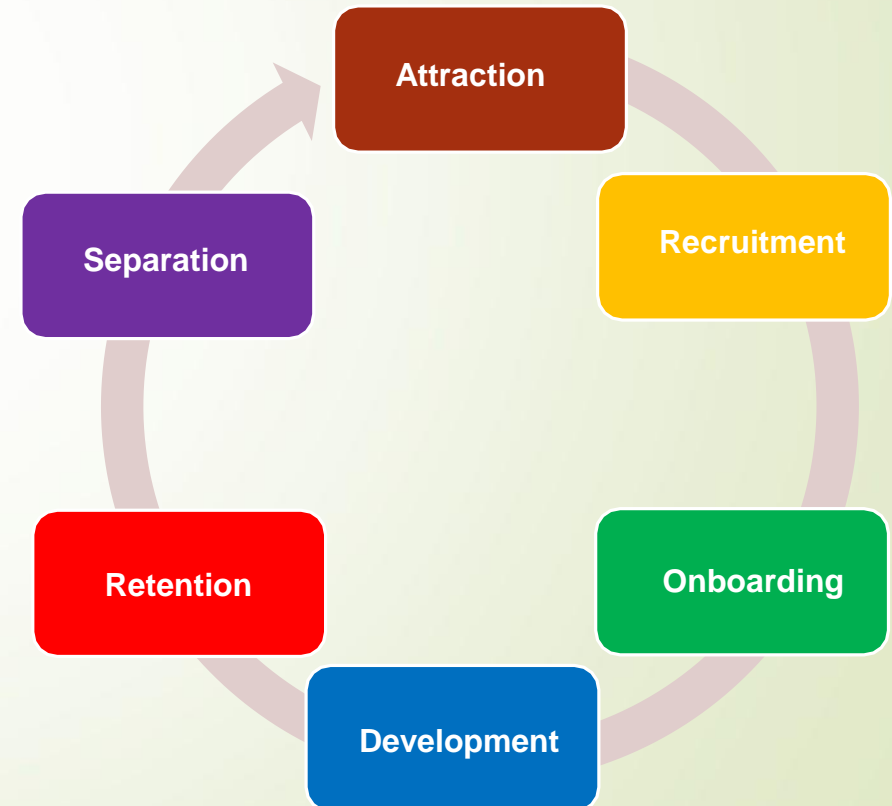 Attraction
Recruitment
Onboarding
Development
Retention
Separation